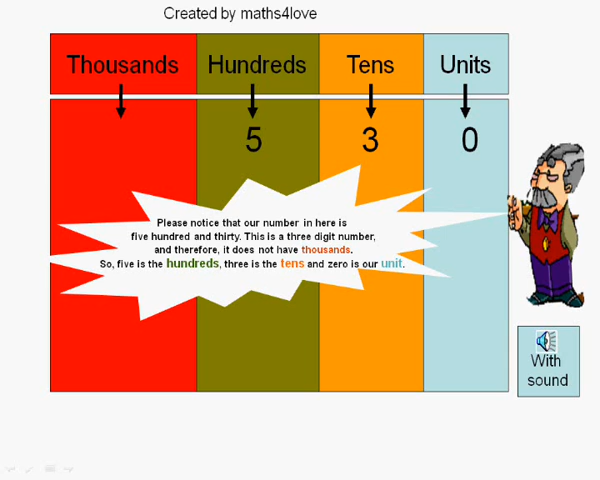 Created by maths4love
Thousands Hundreds Tens Units
5 3 0
Please notice that our number in here is
five hundred and thirty. This is a three digit number,
and therefore, it does not have thousands.
So, five is the hundreds, three is the tens and zero is our unit.
With
sound